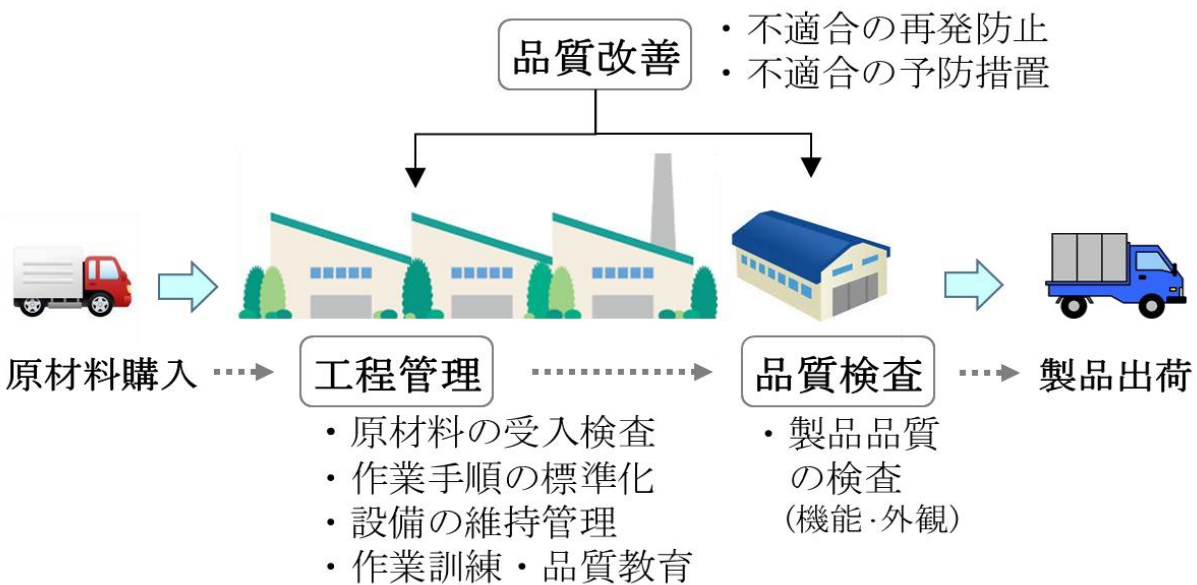 品質改善
・不適合の再発防止
・不適合の予防措置
原材料購入
工程管理
品質検査
製品出荷
・原材料の受入検査
・作業手順の標準化
・設備の維持管理
・作業訓練・品質教育
・製品品質
の検査
(機能·外観)